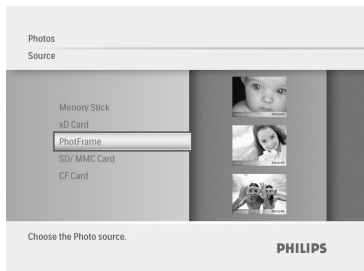 Photos
Source
Menory Stick
xD Card
PhotFrame
SD/ MMC Card
CF Card
Choose the Photo source.
PHILIPS